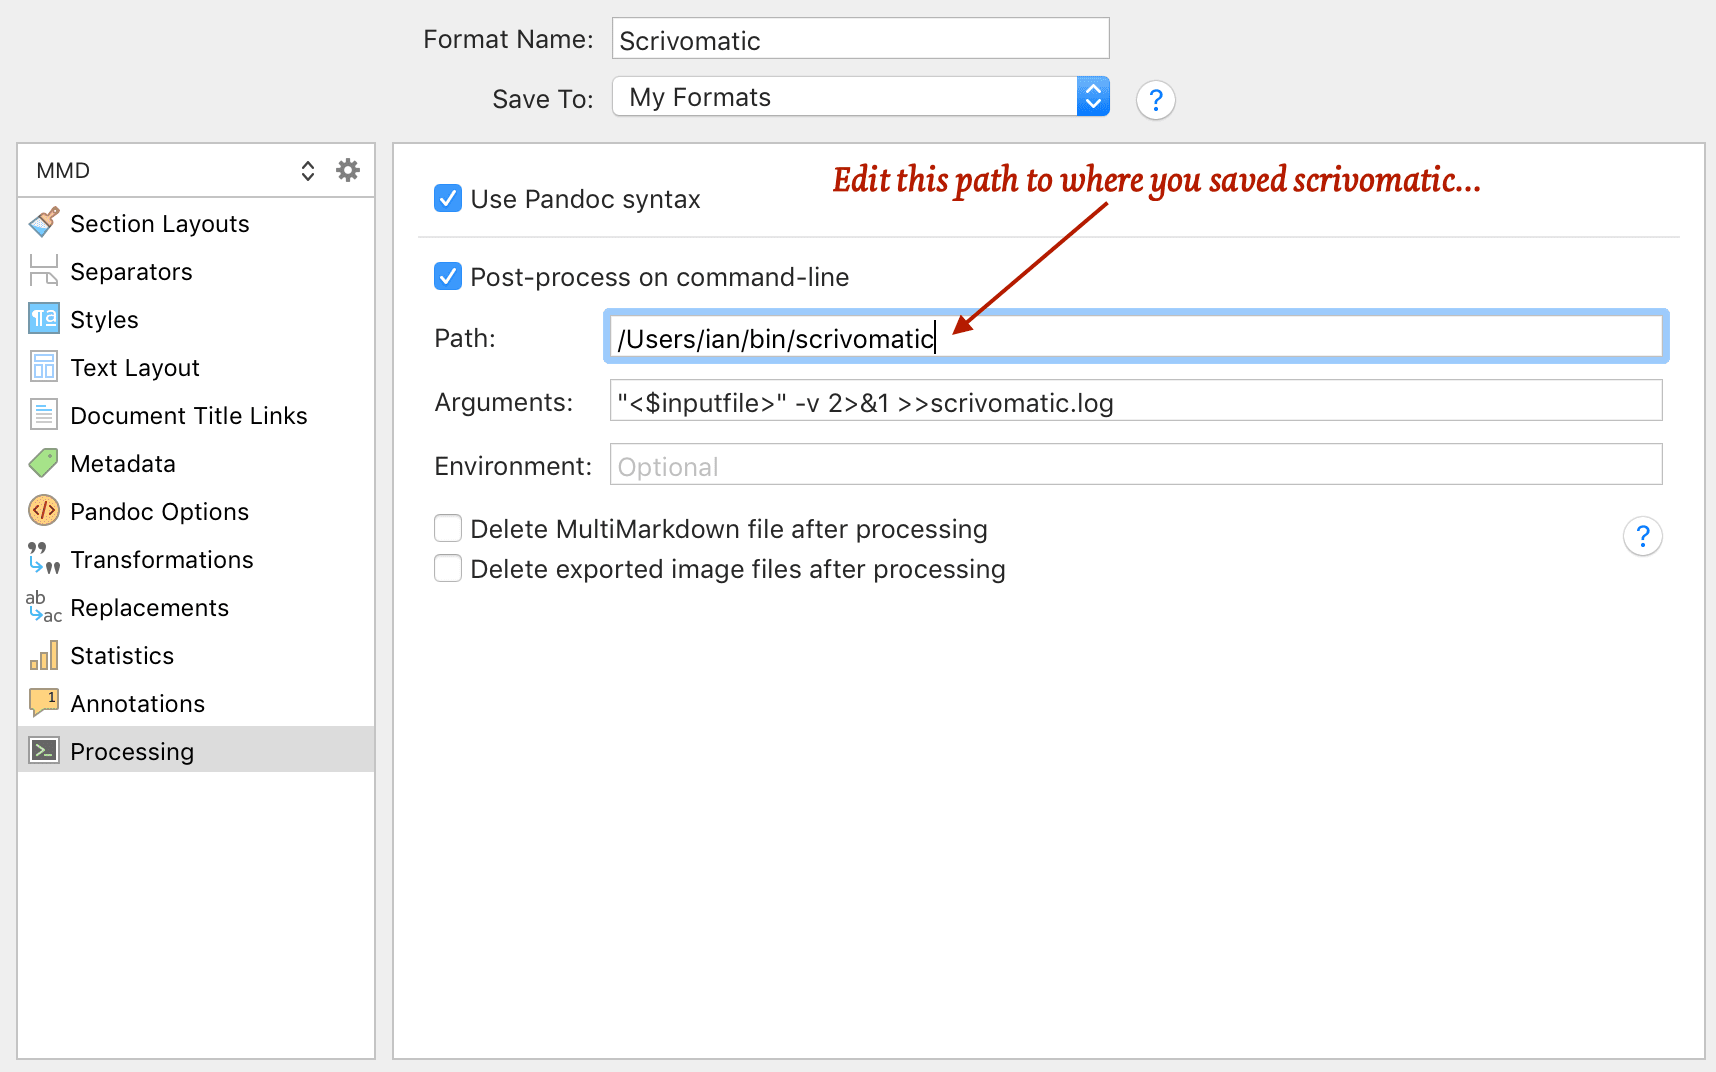 Format Name: Scrivomatic
Save To: My Formats
?
MMD
Section Layouts
Separators
¶a
Styles
Text Layout
Document Title Links
Metadata
</>
Pandoc Options
Transformations
ab
ac
Replacements
Statistics
1
Annotations
>_
Processing
Edit this path to where you saved scrivomatic...
Use Pandoc syntax
Post-process on command-line
Path: /Users/ian/bin/scrivomatic
Arguments: "<$inputfile>" -v 2>&1 >>scrivomatic.log
Environment: Optional
Delete MultiMarkdown file after processing
?
Delete exported image files after processing